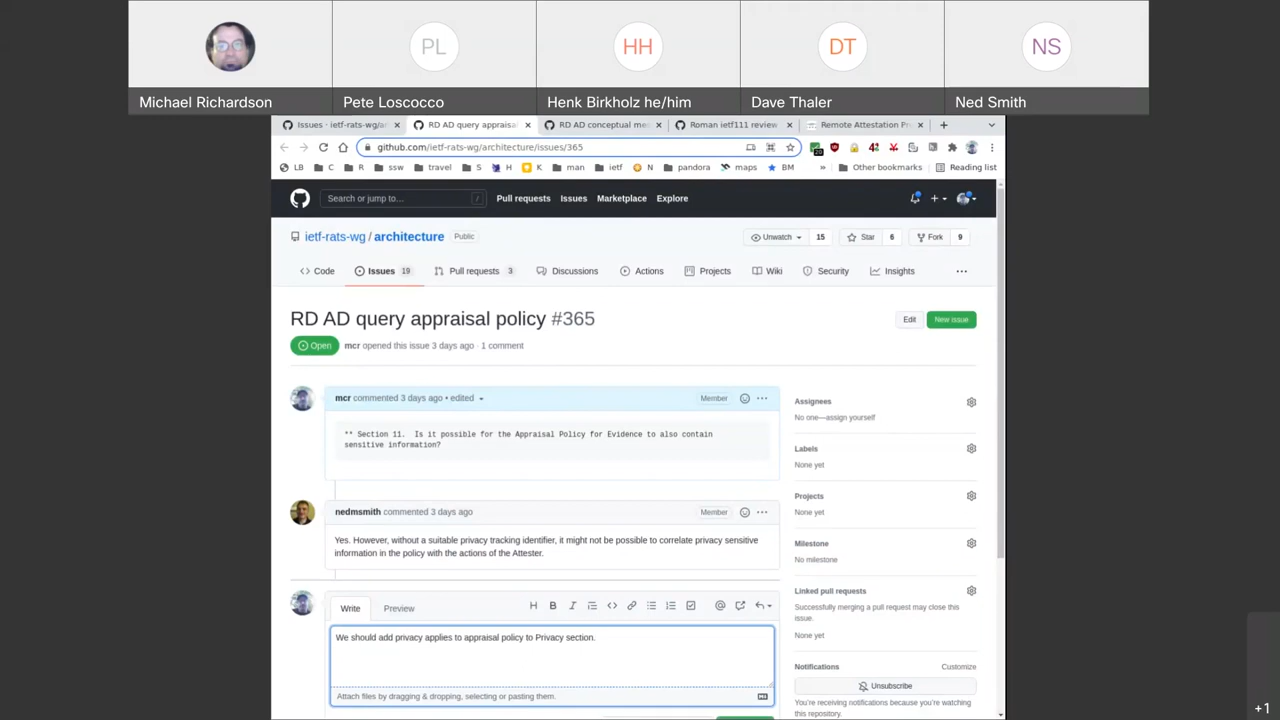 PL
HH
DT
NS
Michael Richardson
Pete Loscocco
Henk Birkholz he/him
Dave Thaler
Ned Smith
Issues - ietf-rats-wg/ar
RD AD query apprais
RD AD conceptual me
Roman ietf111 review
Remote Attestation Pr
github.com/ietf-rats-wg/architecture/issues/365
LB
C
R
ssw
travel
S
H
K
man
ietf
N
pandora
maps
BM
»
Other bookmarks
Reading list
Search or jump to...
/
Pull requests
Issues
Marketplace
Explore
ietf-rats-wg / architecture
Public
Unwatch
15
Star
6
Fork
9
Code
Issues 19
Pull requests 3
Discussions
Actions
Projects
Wiki
Security
Insights
RD AD query appraisal policy #365
Edit
New issue
Open
mcr opened this issue 3 days ago · 1 comment
mcr commented 3 days ago • edited
Member
** Section 11. Is it possible for the Appraisal Policy for Evidence to also contain
sensitive information?
nedmsmith commented 3 days ago
Member
Yes. However, without a suitable privacy tracking identifier, it might not be possible to correlate privacy sensitive
information in the policy with the actions of the Attester.
Write
Preview
We should add privacy applies to appraisal policy to Privacy section.
Attach files by dragging & dropping, selecting or pasting them.
Assignees
No one—assign yourself
Labels
None yet
Projects
None yet
Milestone
No milestone
Linked pull requests
Successfully merging a pull request may close this
issue.
None yet
Notifications
Customize
Unsubscribe
You're receiving notifications because you're watching
this repository.
+1